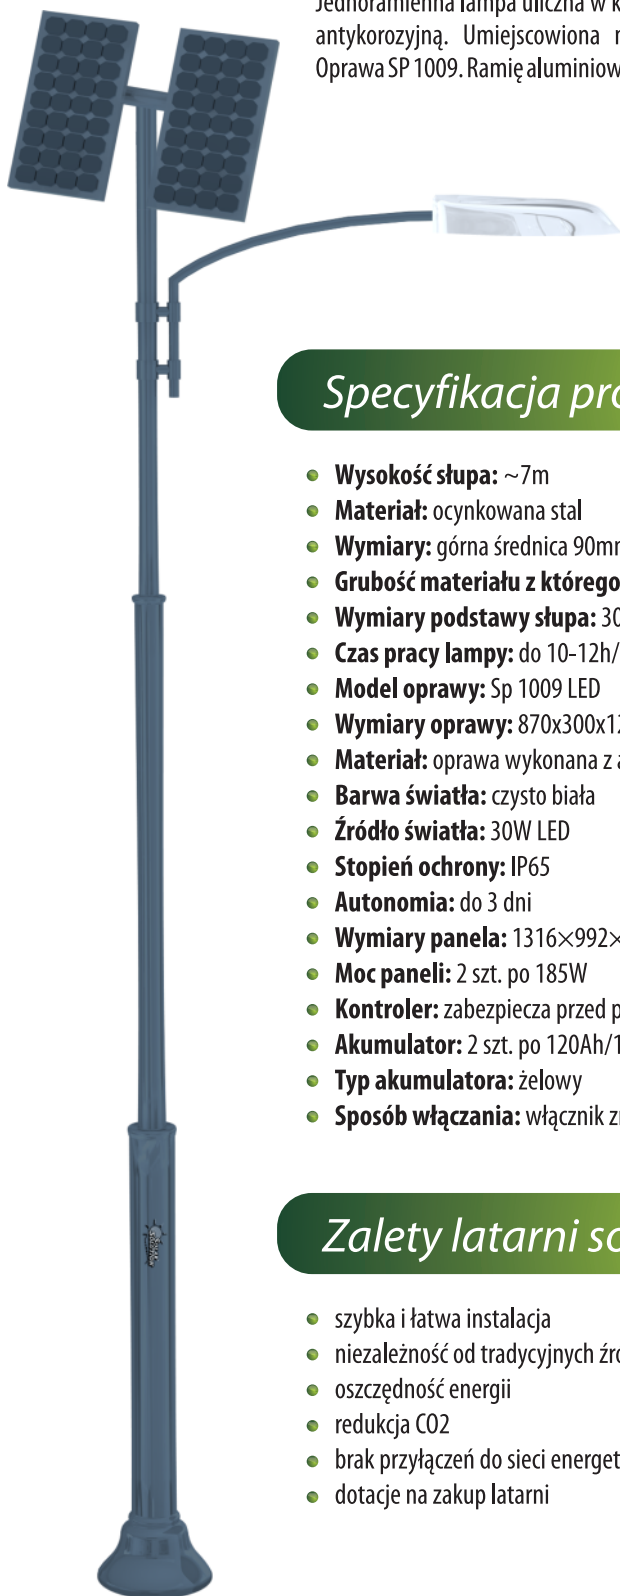 Jednoramienna lampa uliczna w k
antykorozyjną. Umiejscowiona
Oprawa SP 1009. Ramię aluminiow
Specyfikacja pro
Wysokość słupa: ~7m
Materiał: ocynkowana stal
Wymiary: górna średnica 90mm
Grubość materiału z którego
Wymiary podstawy słupa: 30
Czas pracy lampy: do 10-12h/
Model oprawy: Sp 1009 LED
Wymiary oprawy: 870x300x12
Materiał: oprawa wykonana z a
Barwa światła: czysto biała
Źródło światła: 30W LED
Stopień ochrony: IP65
Autonomia: do 3 dni
Wymiary panela: 1316×992×
Moc paneli: 2 szt. po 185W
Kontroler: zabezpiecza przed p
Akumulator: 2 szt. po 120Ah/1
Typ akumulatora: żelowy
Sposób włączania: włącznik z
Zalety latarni so
szybka i łatwa instalacja
niezależność od tradycyjnych źró
oszczędność energii
redukcja CO2
brak przyłączeń do sieci energet
dotacje na zakup latarni